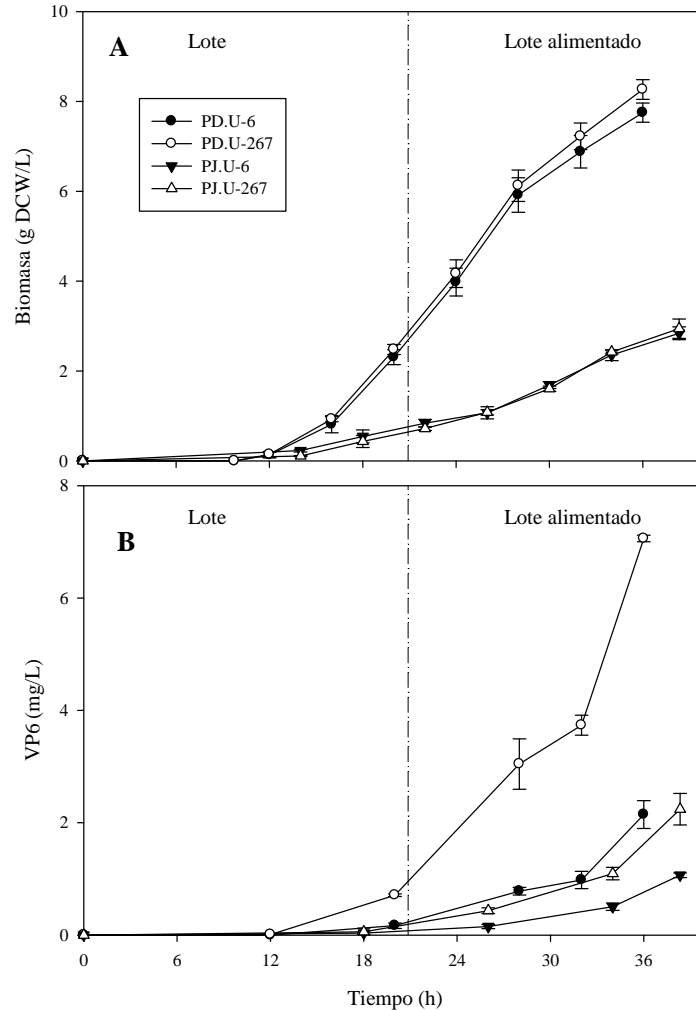 10
A
Lote
Lote alimentado
PD.U-6
PD.U-267
PJ.U-6
PJ.U-267
8
6
4
2
0
Biomasa (g DCW/L)
8
B
Lote
Lote alimentado
6
4
2
0
VP6 (mg/L)
0 6 12 18 24 30 36
Tiempo (h)